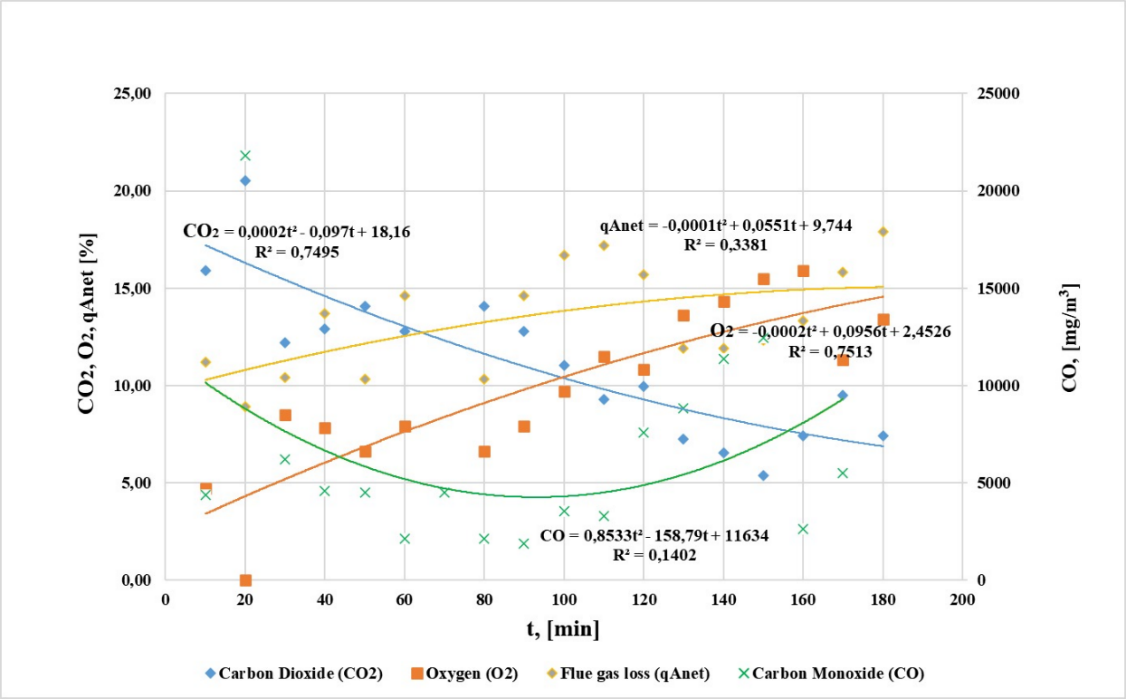 25,00
20,00
15,00
10,00
5,00
0,00
CO2, O2, qAnet [%]
25000
20000
15000
10000
5000
0
CO, [mg/m³]
CO₂ = 0,0002t² - 0,097t + 18,16
R² = 0,7495
qAnet = -0,0001t² + 0,0551t + 9,744
R² = 0,3381
O₂ = -0,0002t² + 0,0956t + 2,4526
R² = 0,7513
CO = 0,8533t² - 158,79t + 11634
R² = 0,1402
0 20 40 60 80 100 120 140 160 180 200
t, [min]
Carbon Dioxide (CO2) Oxygen (O2) Flue gas loss (qAnet) Carbon Monoxide (CO)